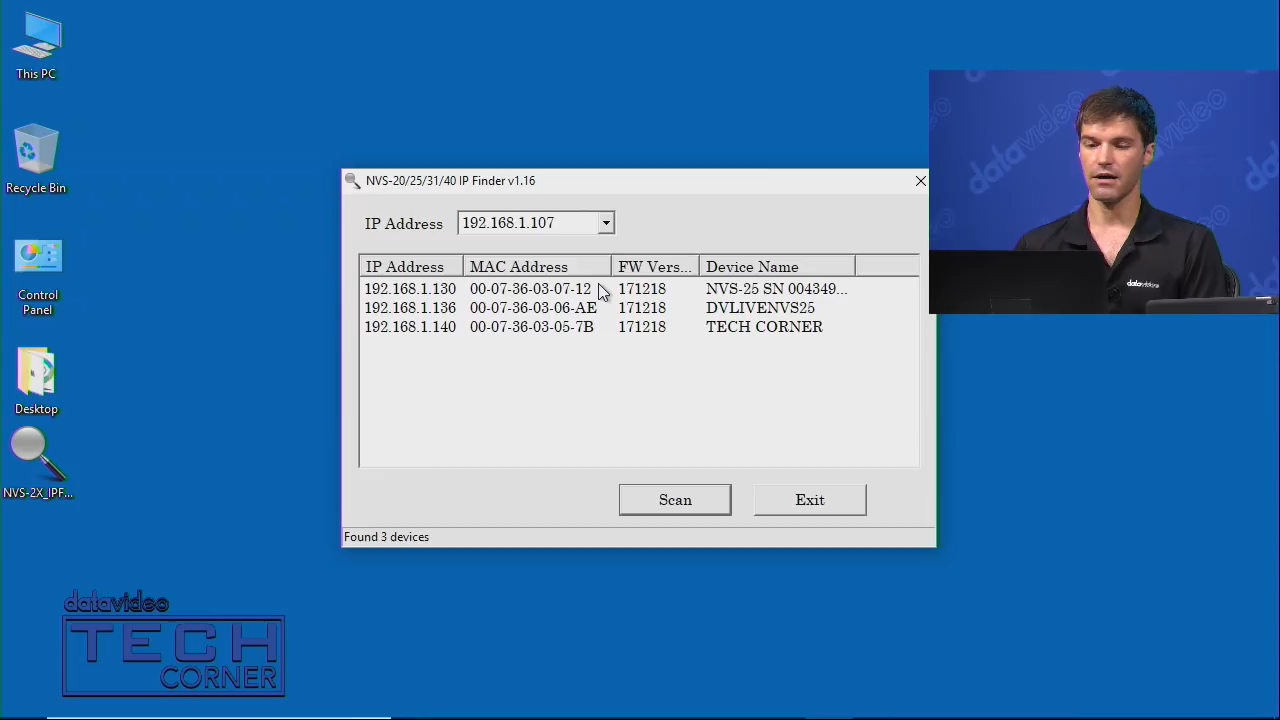 This PC
Recycle Bin
Control
Panel
Desktop
NVS-2X_IPF...
NVS-20/25/31/40 IP Finder v1.16
IP Address 192.168.1.107
IP Address MAC Address FW Vers... Device Name
192.168.1.130 00-07-36-03-07-12 171218 NVS-25 SN 004349...
192.168.1.136 00-07-36-03-06-AE 171218 DVLIVENVS25
192.168.1.140 00-07-36-03-05-7B 171218 TECH CORNER
Scan Exit
Found 3 devices
datavideo
datavideo
datavideo
TECH
CORNER